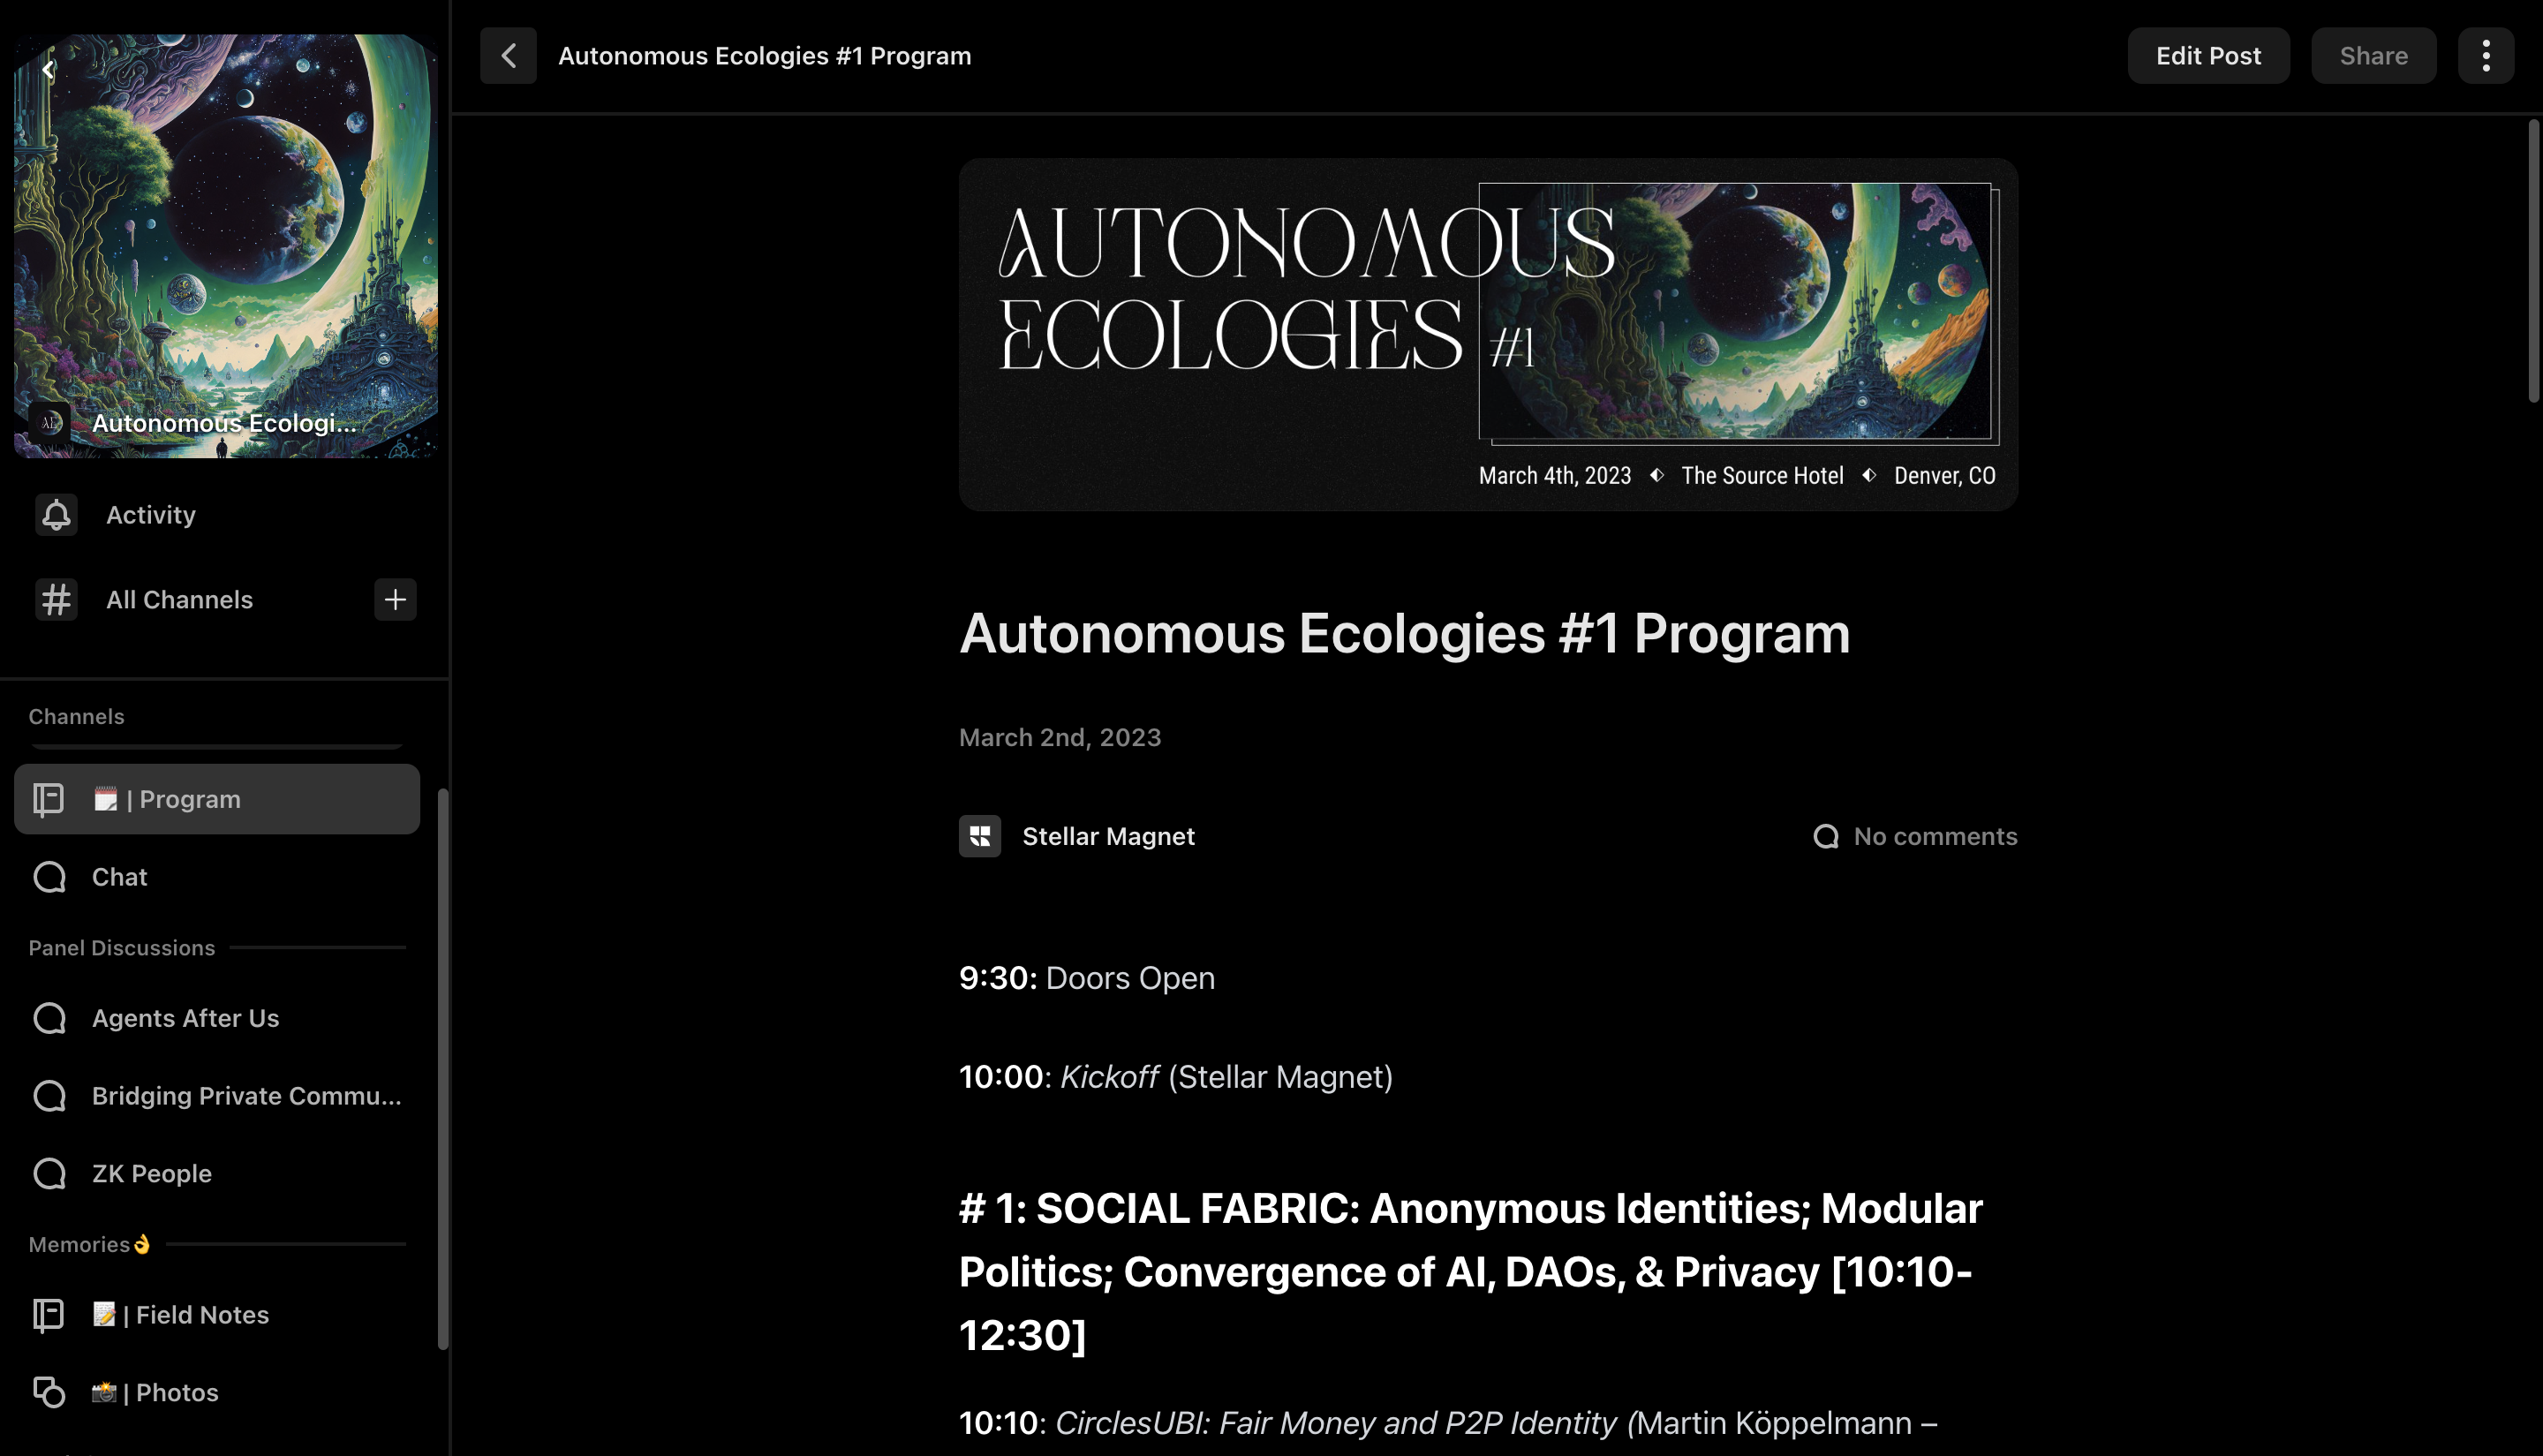 Autonomous Ecologi...
Activity
All Channels
Channels
🗒️ | Program
Chat
Panel Discussions
Agents After Us
Bridging Private Commu...
ZK People
Memories👌
📝 | Field Notes
📸 | Photos
Autonomous Ecologies #1 Program
Edit Post
Share
AUTONOMOUS
ECOLOGIES #1
March 4th, 2023 The Source Hotel Denver, CO
Autonomous Ecologies #1 Program
March 2nd, 2023
Stellar Magnet
No comments
9:30: Doors Open
10:00: Kickoff (Stellar Magnet)
# 1: SOCIAL FABRIC: Anonymous Identities; Modular
Politics; Convergence of AI, DAOs, & Privacy [10:10-
12:30]
10:10: CirclesUBI: Fair Money and P2P Identity (Martin Köppelmann –